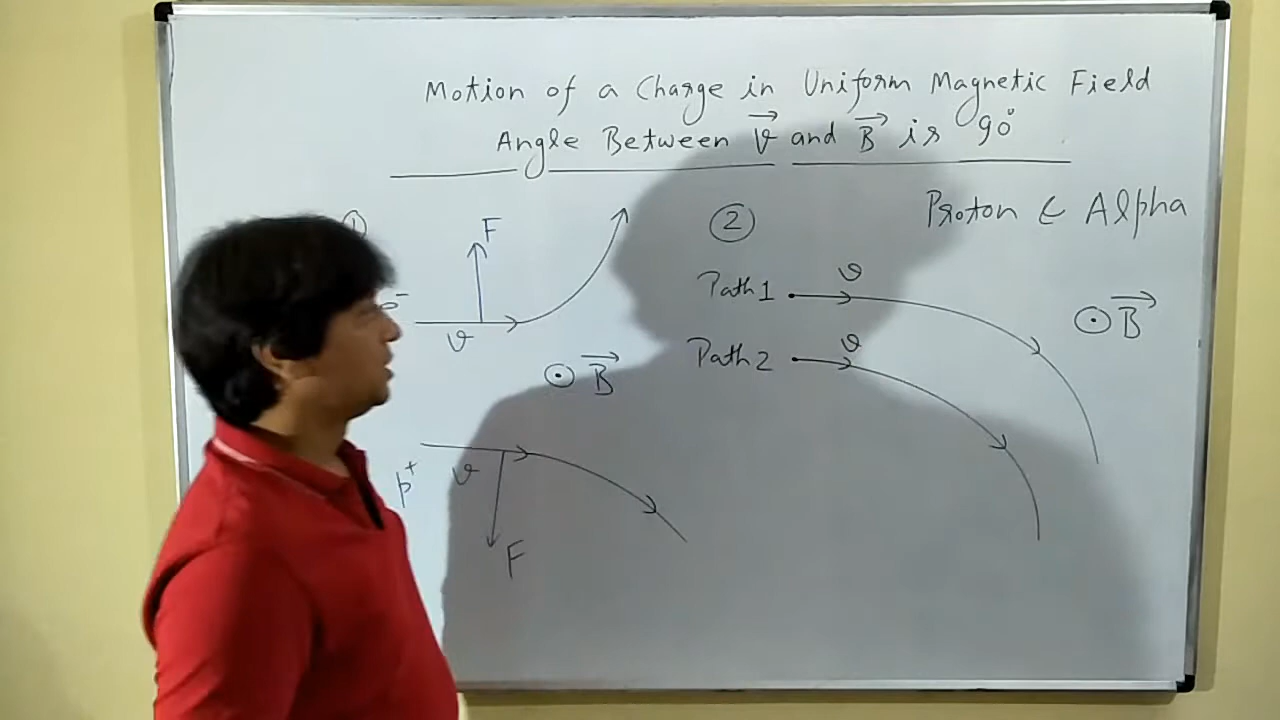 Motion of a Charge in Uniform Magnetic Field
Angle Between v and B is 90°
①
F
v
B
p+
v
F
②
Proton & Alpha
Path 1
v
Path 2
v
B